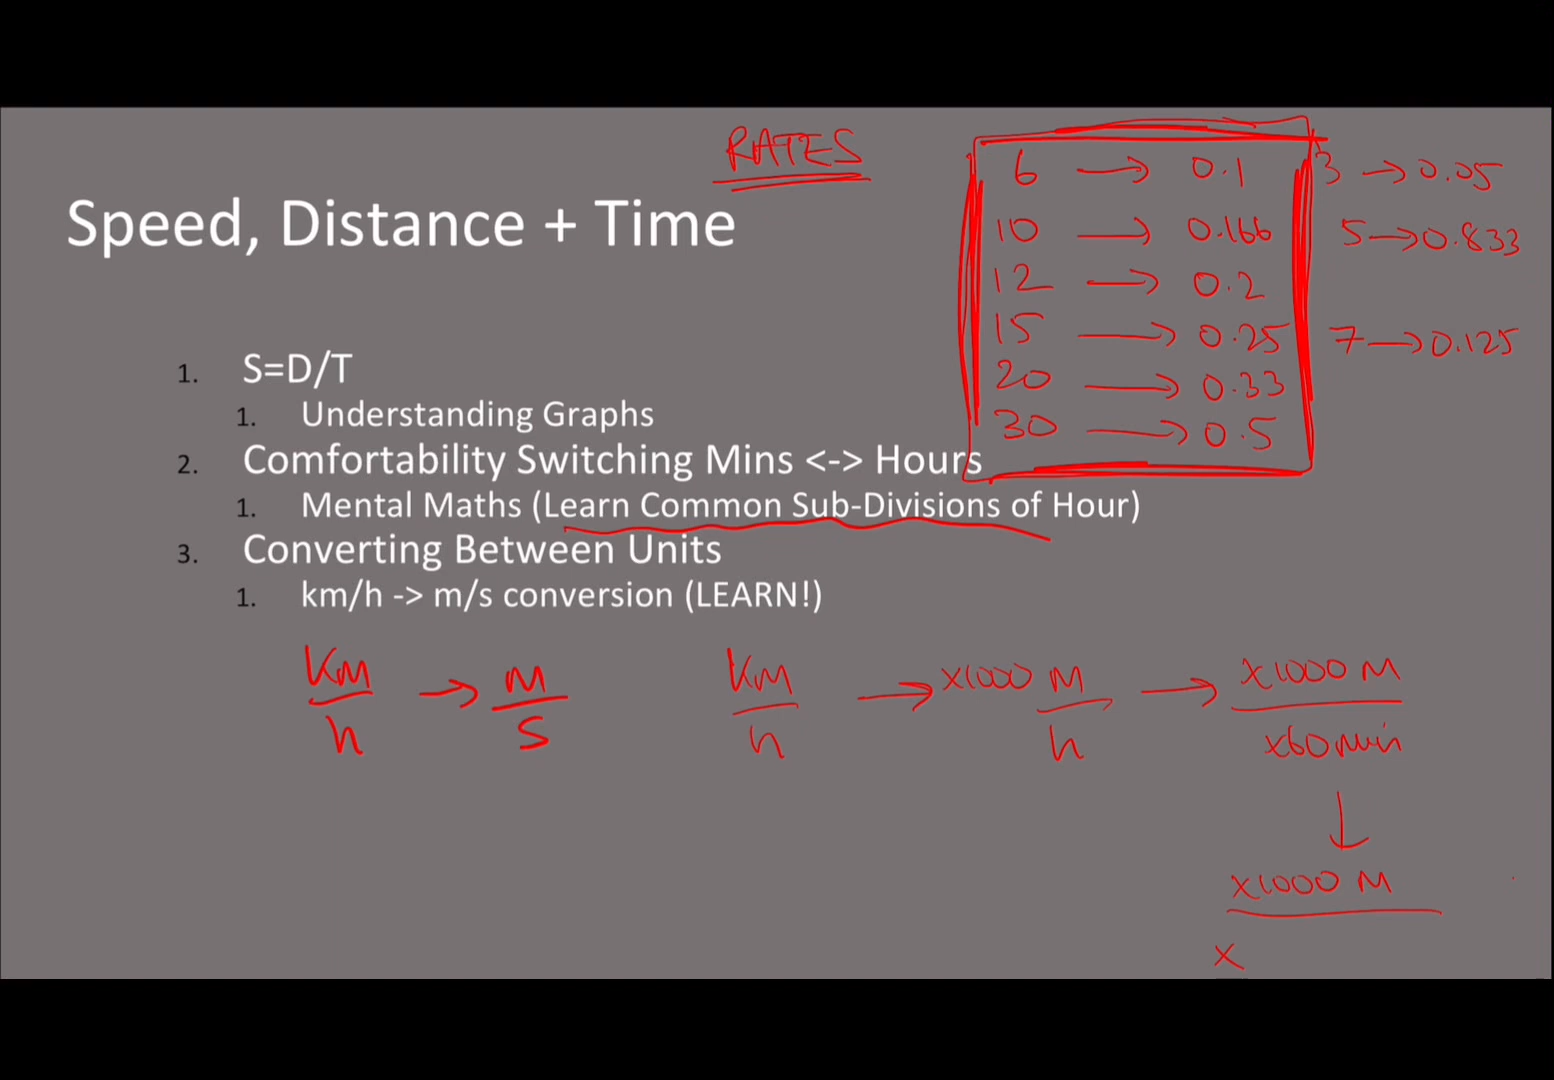 RATES
Speed, Distance + Time
6 → 0.1
10 → 0.166
12 → 0.2
15 → 0.25
20 → 0.33
30 → 0.5
3 → 0.05
5 → 0.833
7 → 0.125
1. S=D/T
1. Understanding Graphs
2. Comfortability Switching Mins <-> Hours
1. Mental Maths (Learn Common Sub-Divisions of Hour)
3. Converting Between Units
1. km/h -> m/s conversion (LEARN!)
KM/h → M/s
KM/h → x1000 M/h → x1000 M/x60min
↓
x1000 M
x